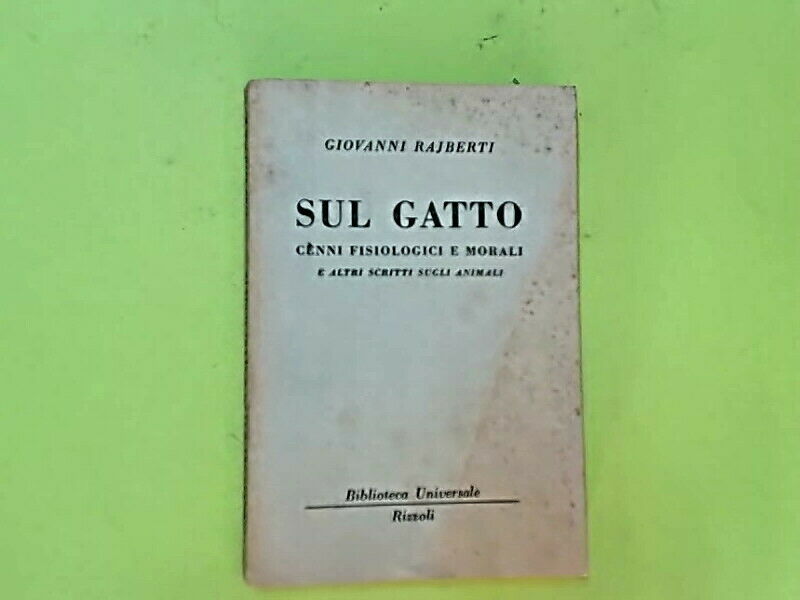 GIOVANNI RAJBERTI
SUL GATTO
CENNI FISIOLOGICI E MORALI
E ALTRI SCRITTI SUGLI ANIMALI
Biblioteca Universale
Rizzoli